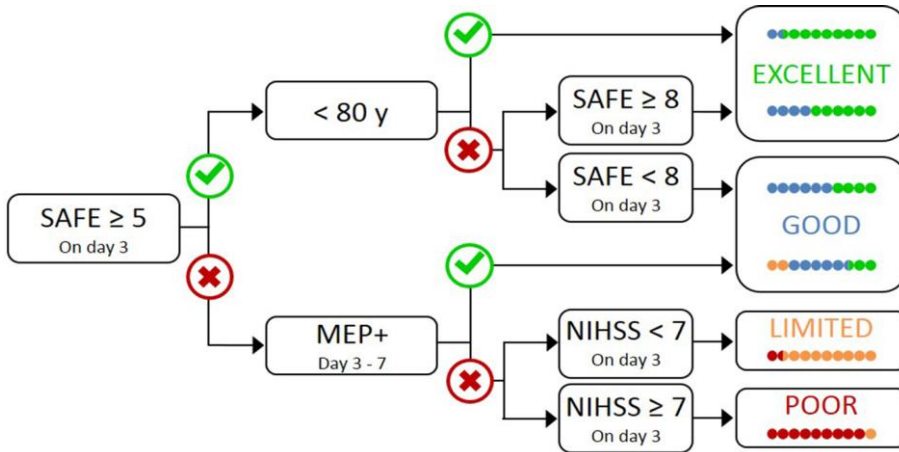 < 80 y
SAFE ≥ 8
On day 3
EXCELLENT
SAFE < 8
On day 3
SAFE ≥ 5
On day 3
GOOD
MEP+
Day 3 - 7
NIHSS < 7
On day 3
LIMITED
NIHSS ≥ 7
On day 3
POOR